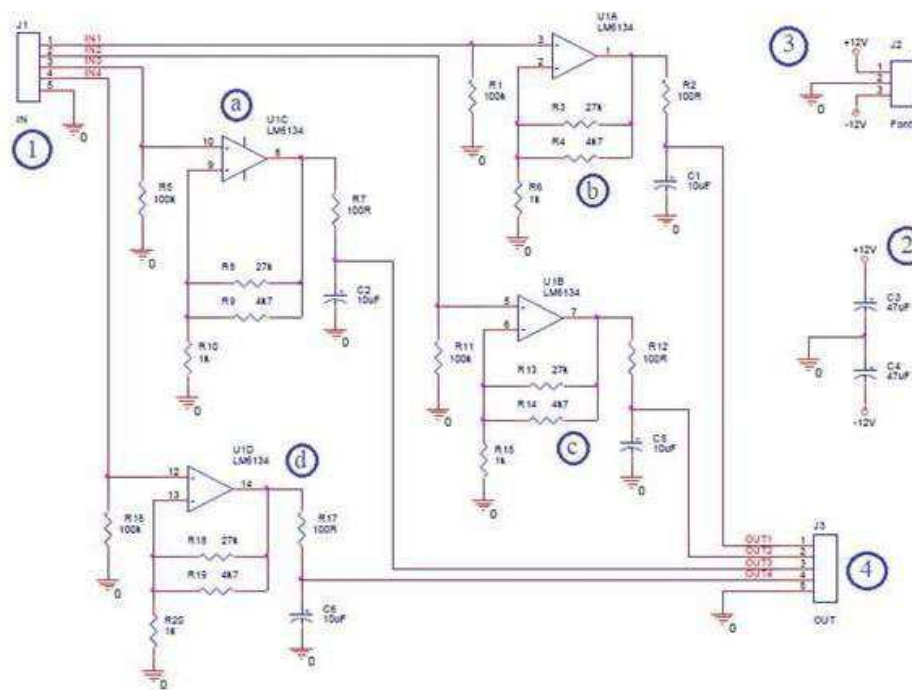 J1
1
2
3
4
5
IN1
IN2
IN3
IN4
IN
0
1
a
U1C
LM6134
10
9
R5
100k
0
R7
100R
27k
R9
4k7
R10
1k
0
C2
10uF
0
U1A
LM6134
3
2
1
R1
100k
0
R2
100R
R3
27k
R4
4k7
R6
1k
0
b
C1
10uF
0
3
+12V
J2
1
2
3
0
-12V
2
+12V
C3
47uF
0
C4
47uF
-12V
U1B
LM6134
5
6
7
R11
100k
0
R12
100R
R13
27k
R14
4k7
1k
0
c
10uF
0
U1D
LM6134
d
12
13
14
R16
100k
0
R17
100R
R18
27k
R19
4k7
R20
1k
0
C6
10uF
0
J3
OUT1
OUT2
OUT3
OUT4
1
2
3
4
5
0
OUT
4